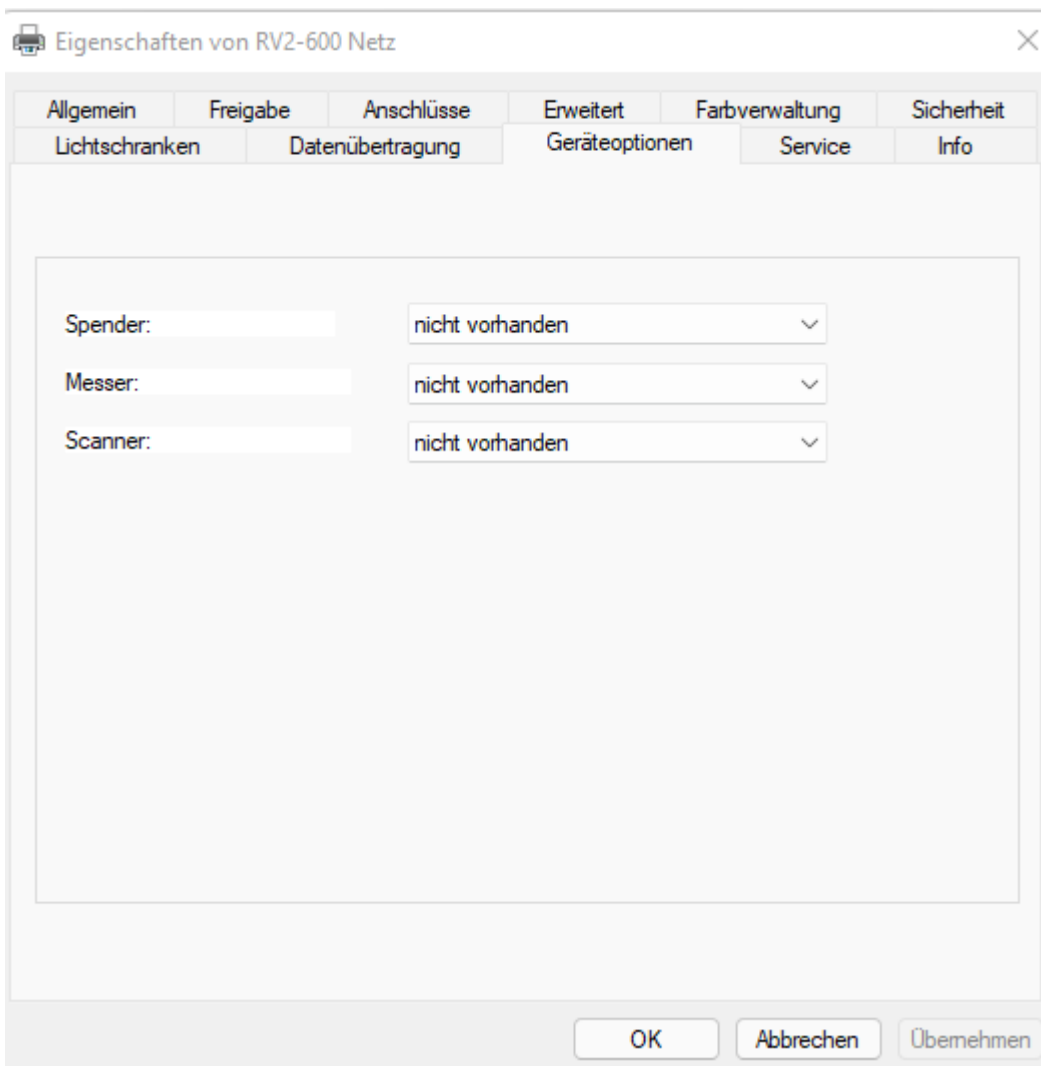 Eigenschaften von RV2-600 Netz
Allgemein Freigabe Anschlüsse Erweitert Farbverwaltung Sicherheit
Lichtschranken Datenübertragung Geräteoptionen Service Info
Spender: nicht vorhanden
Messer: nicht vorhanden
Scanner: nicht vorhanden
OK Abbrechen Übernehmen